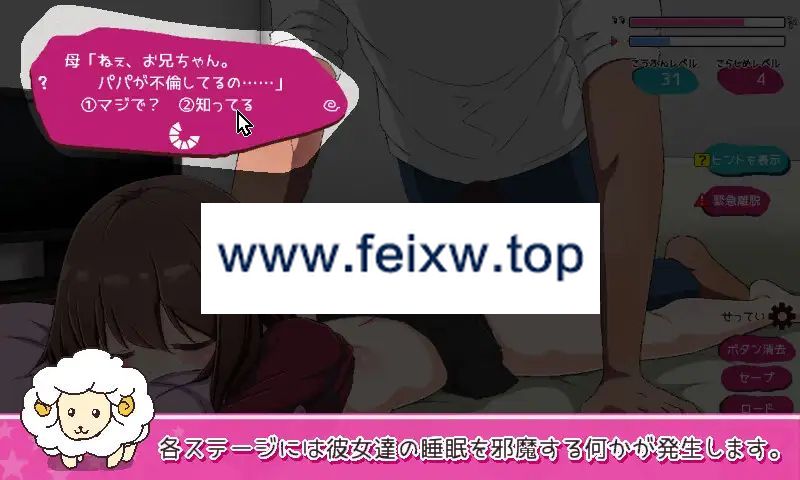 母「ねぇ、お兄ちゃん。
? パパが不倫してるの……」
①マジで? ②知ってる
こうふんレベル
31
さらしめレベル
4
?ヒントを表示
緊急離脱
www.feixw.top
せってい
ボタン消去
セーブ
ロード
各ステージには彼女達の睡眠を邪魔する何かが発生します。